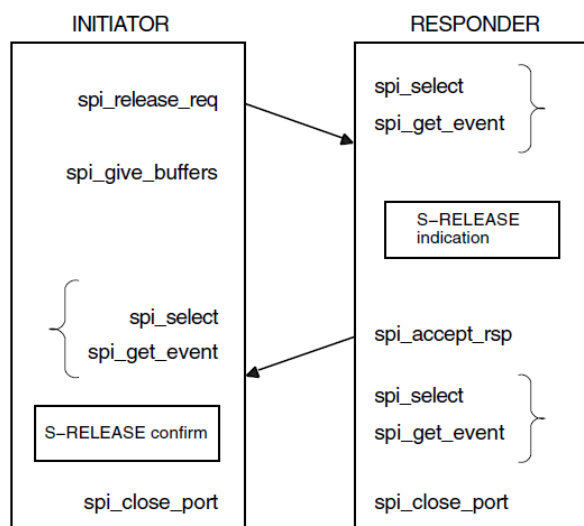 INITIATOR
spi_release_req
spi_give_buffers
spi_select
spi_get_event
S–RELEASE confirm
spi_close_port
RESPONDER
spi_select
spi_get_event
S–RELEASE
indication
spi_accept_rsp
spi_select
spi_get_event
spi_close_port